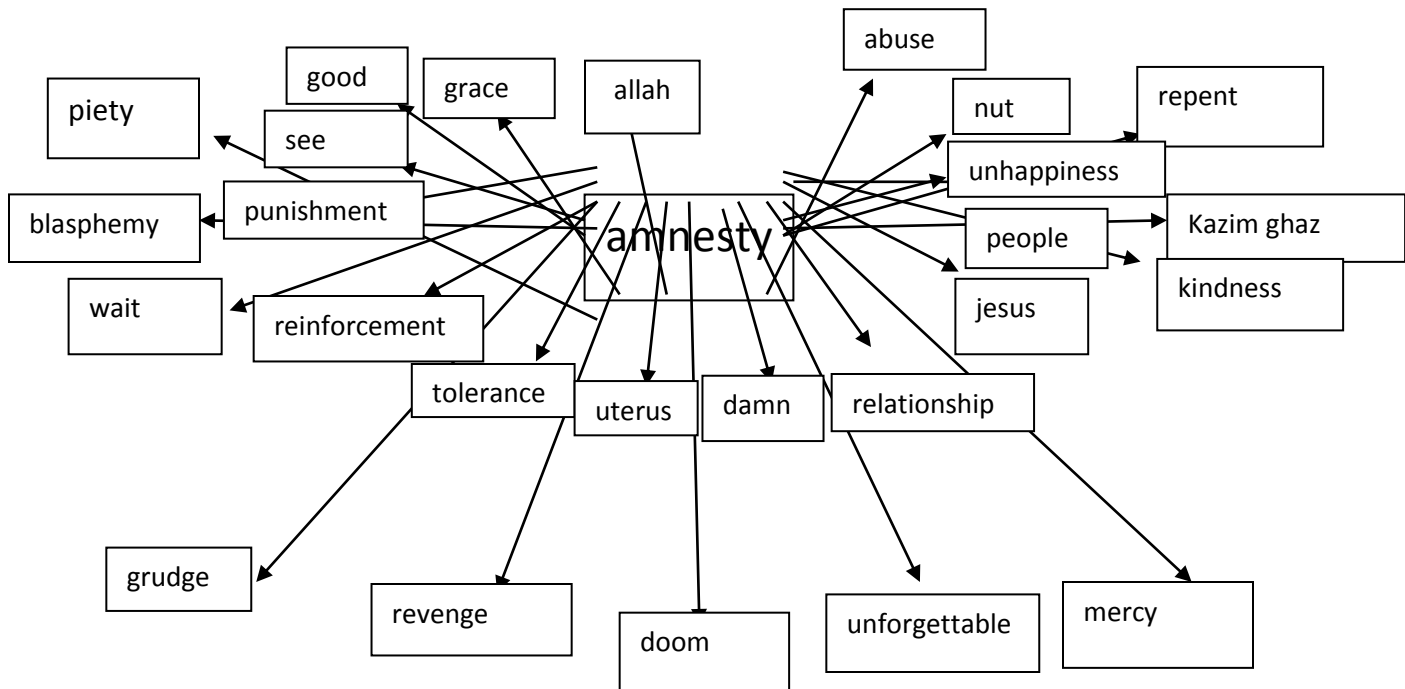 abuse
good
grace
allah
nut
repent
piety
see
unhappiness
punishment
blasphemy
amnesty
people
Kazim ghaz
wait
reinforcement
jesus
kindness
tolerance
uterus
damn
relationship
grudge
revenge
doom
unforgettable
mercy